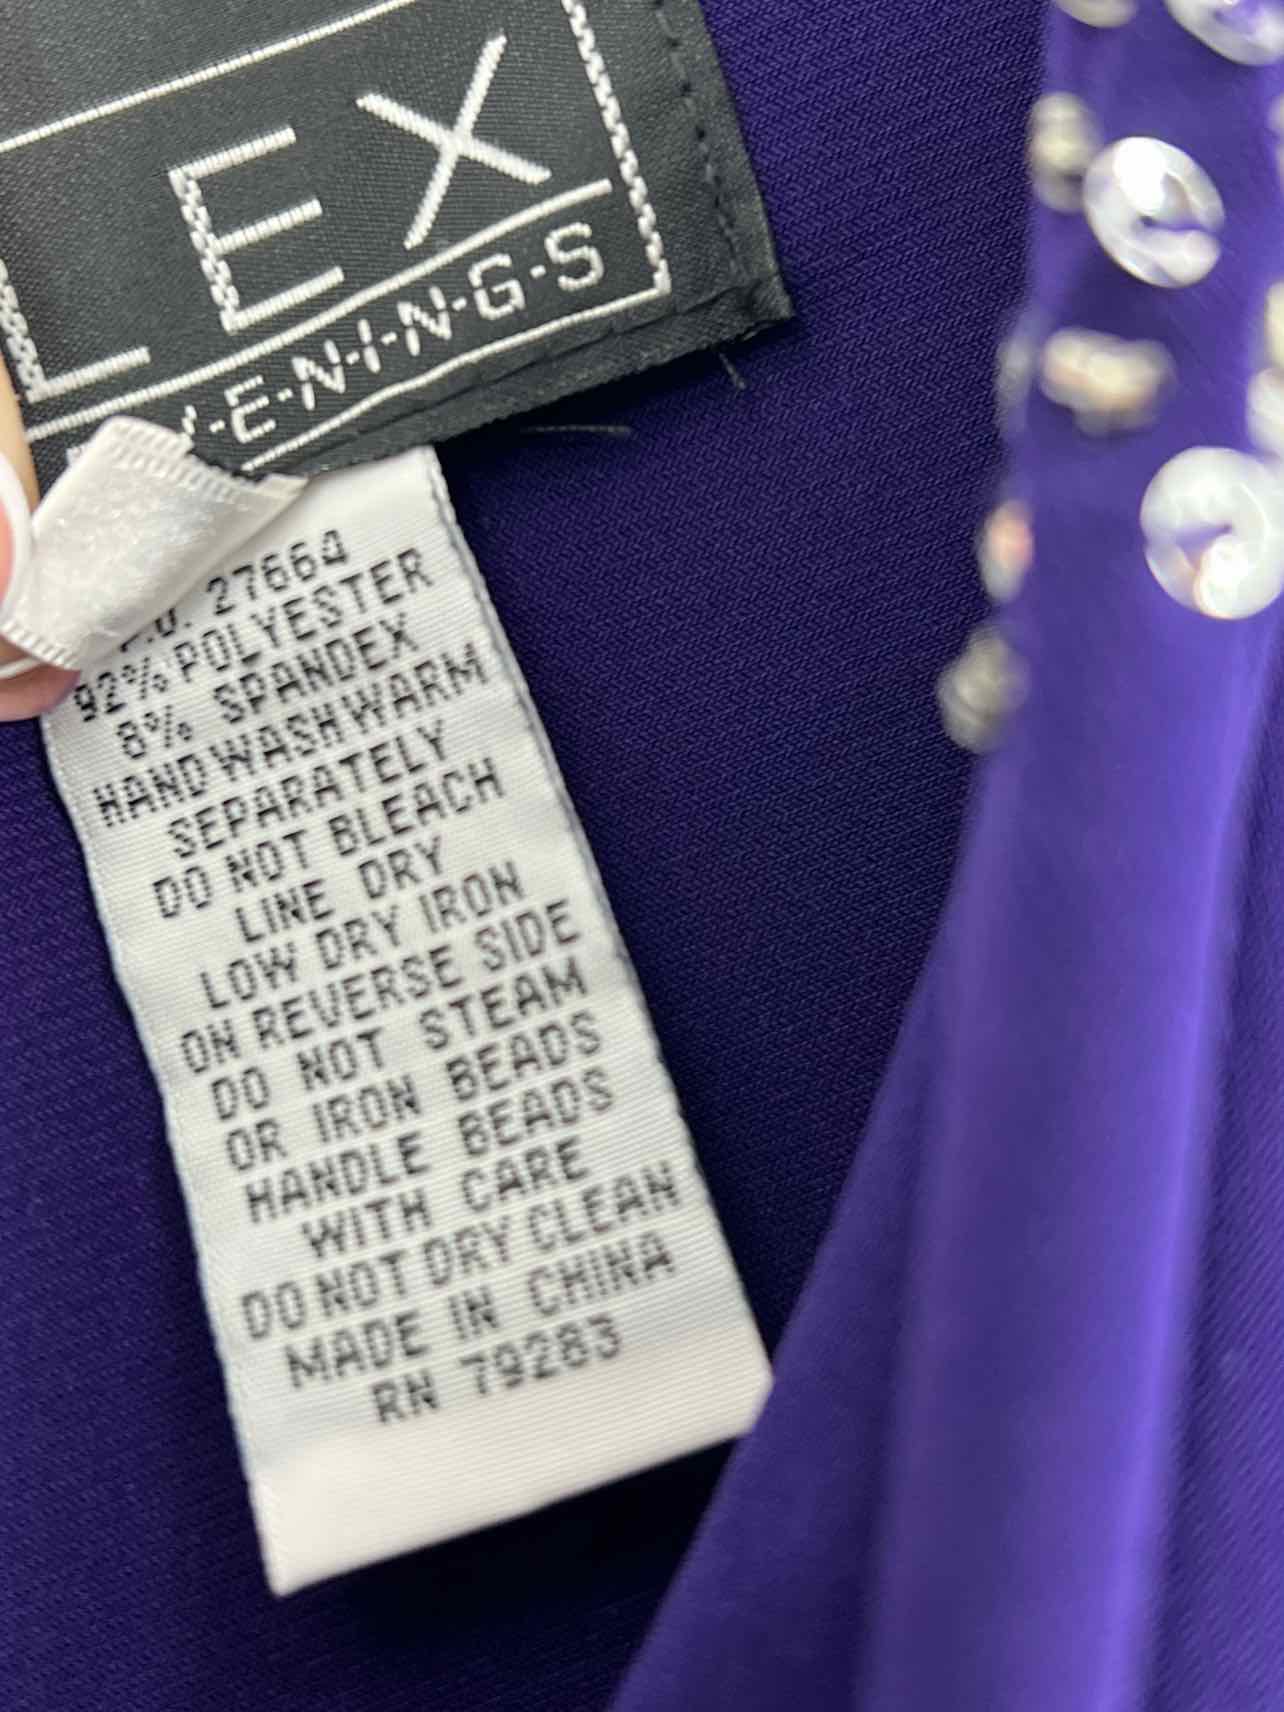 LEX
E-N-I-N-G-S
P.O. 27664
92% POLYESTER
8% SPANDEX
HAND WASH WARM
SEPARATELY
DO NOT BLEACH
LINE DRY
LOW DRY IRON
ON REVERSE SIDE
DO NOT STEAM
OR IRON BEADS
HANDLE BEADS
WITH CARE
DO NOT DRY CLEAN
MADE IN CHINA
RN 79283